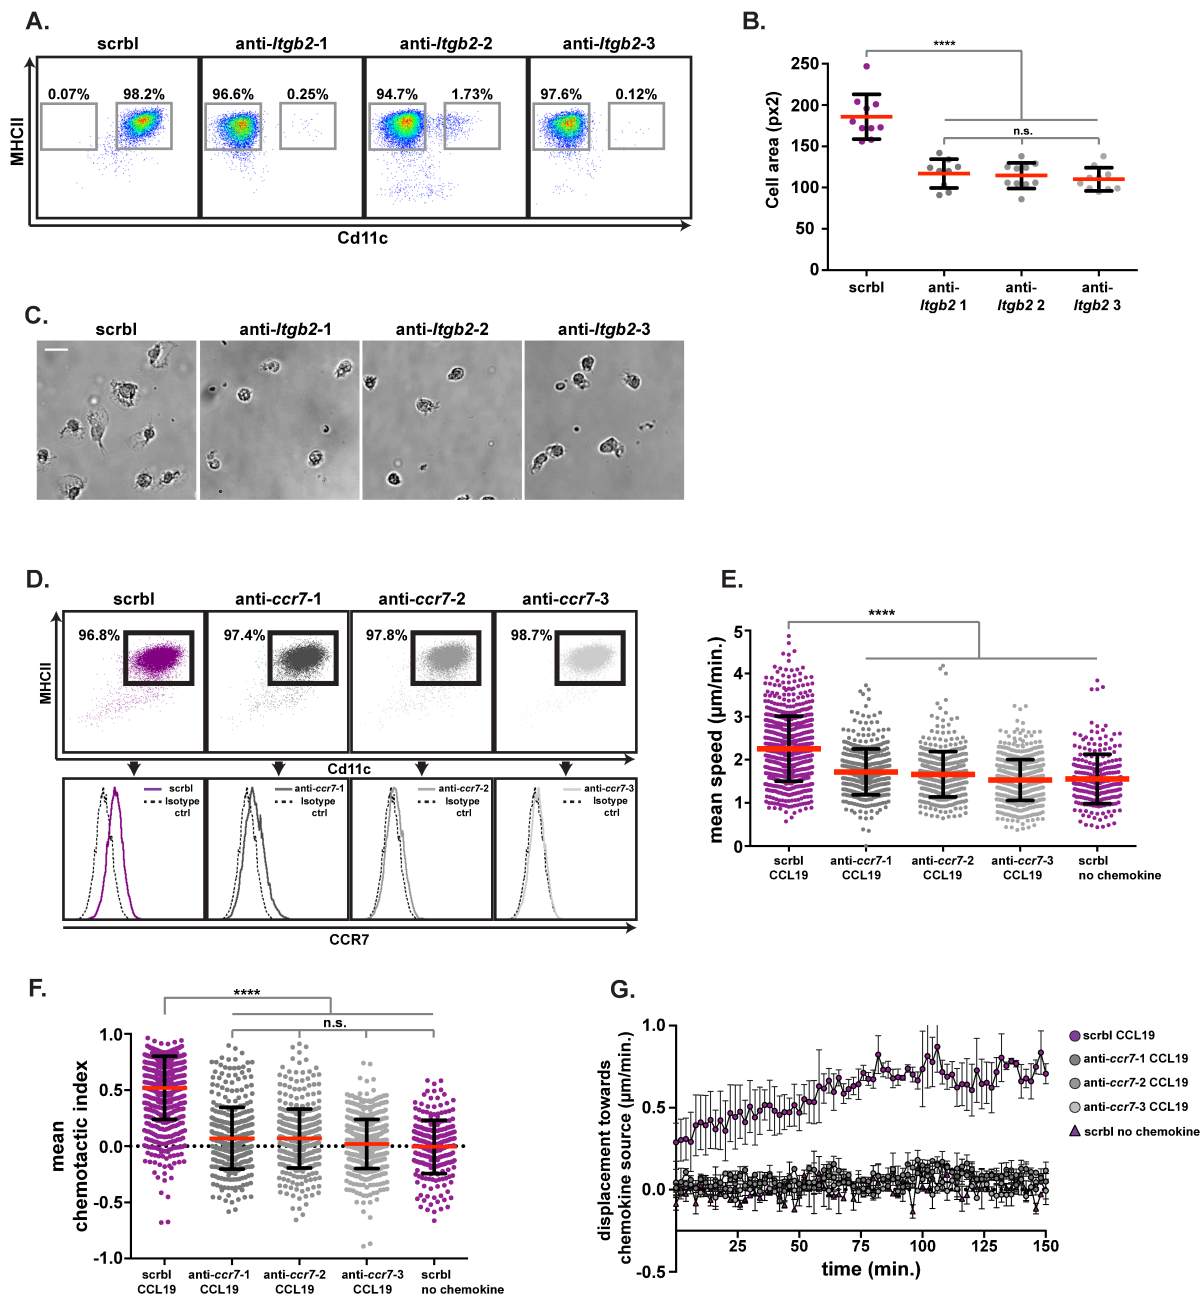 A.
scrbl anti-Itgb2-1 anti-Itgb2-2 anti-Itgb2-3
0.07% 98.2% 96.6% 0.25% 94.7% 1.73% 97.6% 0.12%
MHCII
Cd11c
B.
****
n.s.
Cell area (px2)
250
200
150
100
50
0
scrbl anti- anti- anti-
Itgb2 1 Itgb2 2 Itgb2 3
C.
scrbl anti-Itgb2-1 anti-Itgb2-2 anti-Itgb2-3
D.
scrbl anti-ccr7-1 anti-ccr7-2 anti-ccr7-3
96.8% 97.4% 97.8% 98.7%
MHCII
Cd11c
scrbl anti-ccr7-1 anti-ccr7-2 anti-ccr7-3
Isotype Isotype Isotype Isotype
ctrl ctrl ctrl ctrl
CCR7
E.
****
mean speed (µm/min.)
5
4
3
2
1
0
scrbl anti-ccr7-1 anti-ccr7-2 anti-ccr7-3 scrbl
CCL19 CCL19 CCL19 CCL19 no chemokine
F.
****
n.s.
mean
chemotactic index
1.0
0.5
0.0
-0.5
-1.0
scrbl anti-ccr7-1 anti-ccr7-2 anti-ccr7-3 scrbl
CCL19 CCL19 CCL19 CCL19 no chemokine
G.
displacement towards
chemokine source (µm/min.)
1.0
0.5
0.0
-0.5
25 50 75 100 125 150
time (min.)
scrbl CCL19
anti-ccr7-1 CCL19
anti-ccr7-2 CCL19
anti-ccr7-3 CCL19
scrbl no chemokine